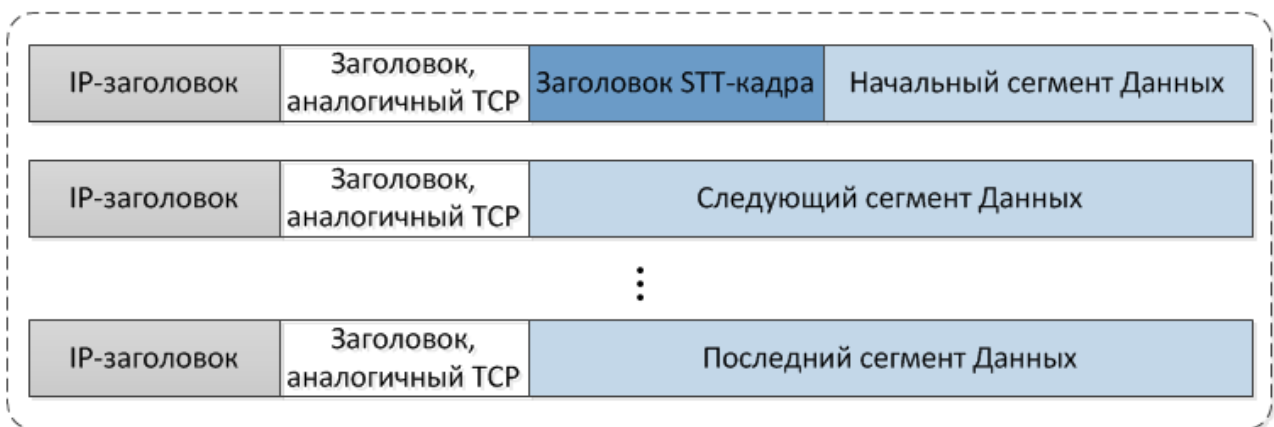 IP-заголовок
Заголовок,
аналогичный TCP
Заголовок STT-кадра
Начальный сегмент Данных
IP-заголовок
Заголовок,
аналогичный TCP
Следующий сегмент Данных
IP-заголовок
Заголовок,
аналогичный TCP
Последний сегмент Данных